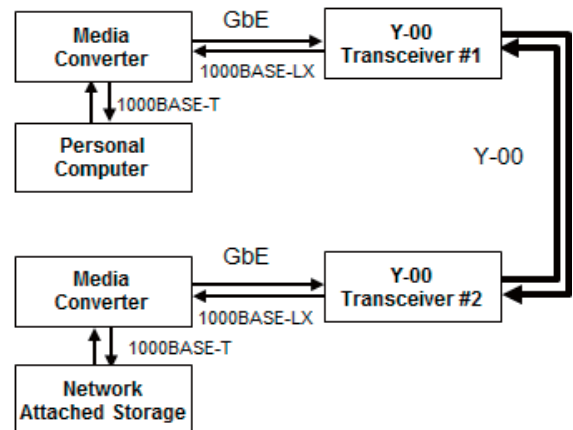 GbE
Media
Converter
Y-00
Transceiver #1
1000BASE-LX
1000BASE-T
Personal
Computer
Y-00
GbE
Media
Converter
Y-00
Transceiver #2
1000BASE-LX
1000BASE-T
Network
Attached Storage